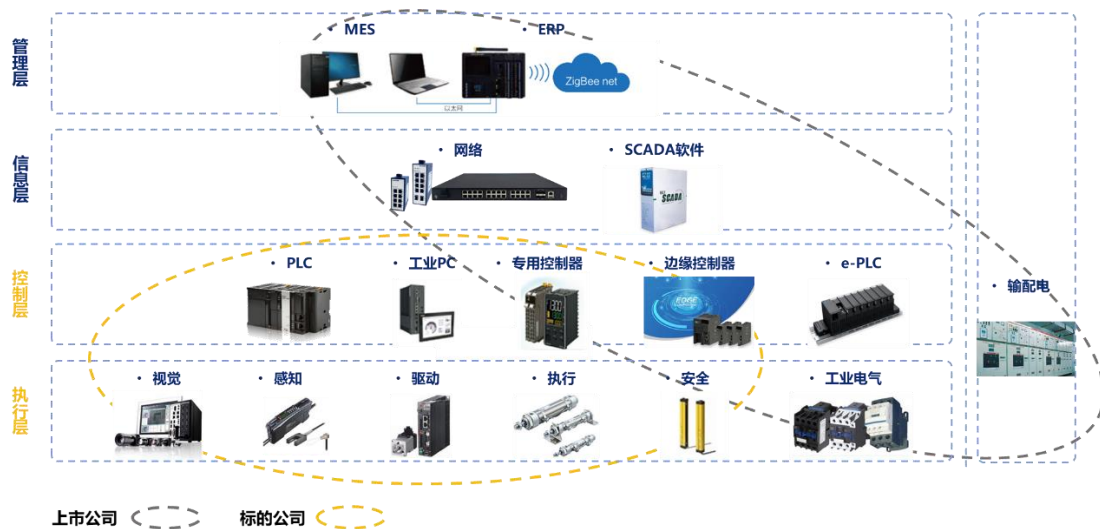 管理层
• MES
• ERP
ZigBee net
以太网
信息层
• 网络
• SCADA软件
SCADA
控制层
• PLC
• 工业PC
• 专用控制器
• 边缘控制器
• e-PLC
EDGE
• 输配电
执行层
• 视觉
• 感知
• 驱动
• 执行
• 安全
• 工业电气
上市公司
标的公司